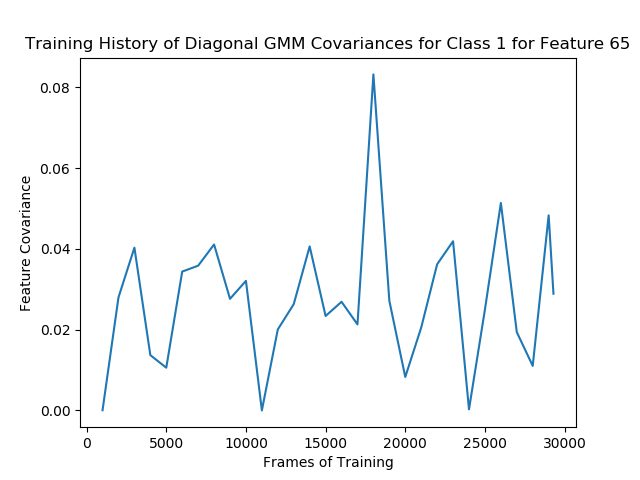 Training History of Diagonal GMM Covariances for Class 1 for Feature 65
0.08
0.06
0.04
0.02
0.00
Feature Covariance
0 5000 10000 15000 20000 25000 30000
Frames of Training